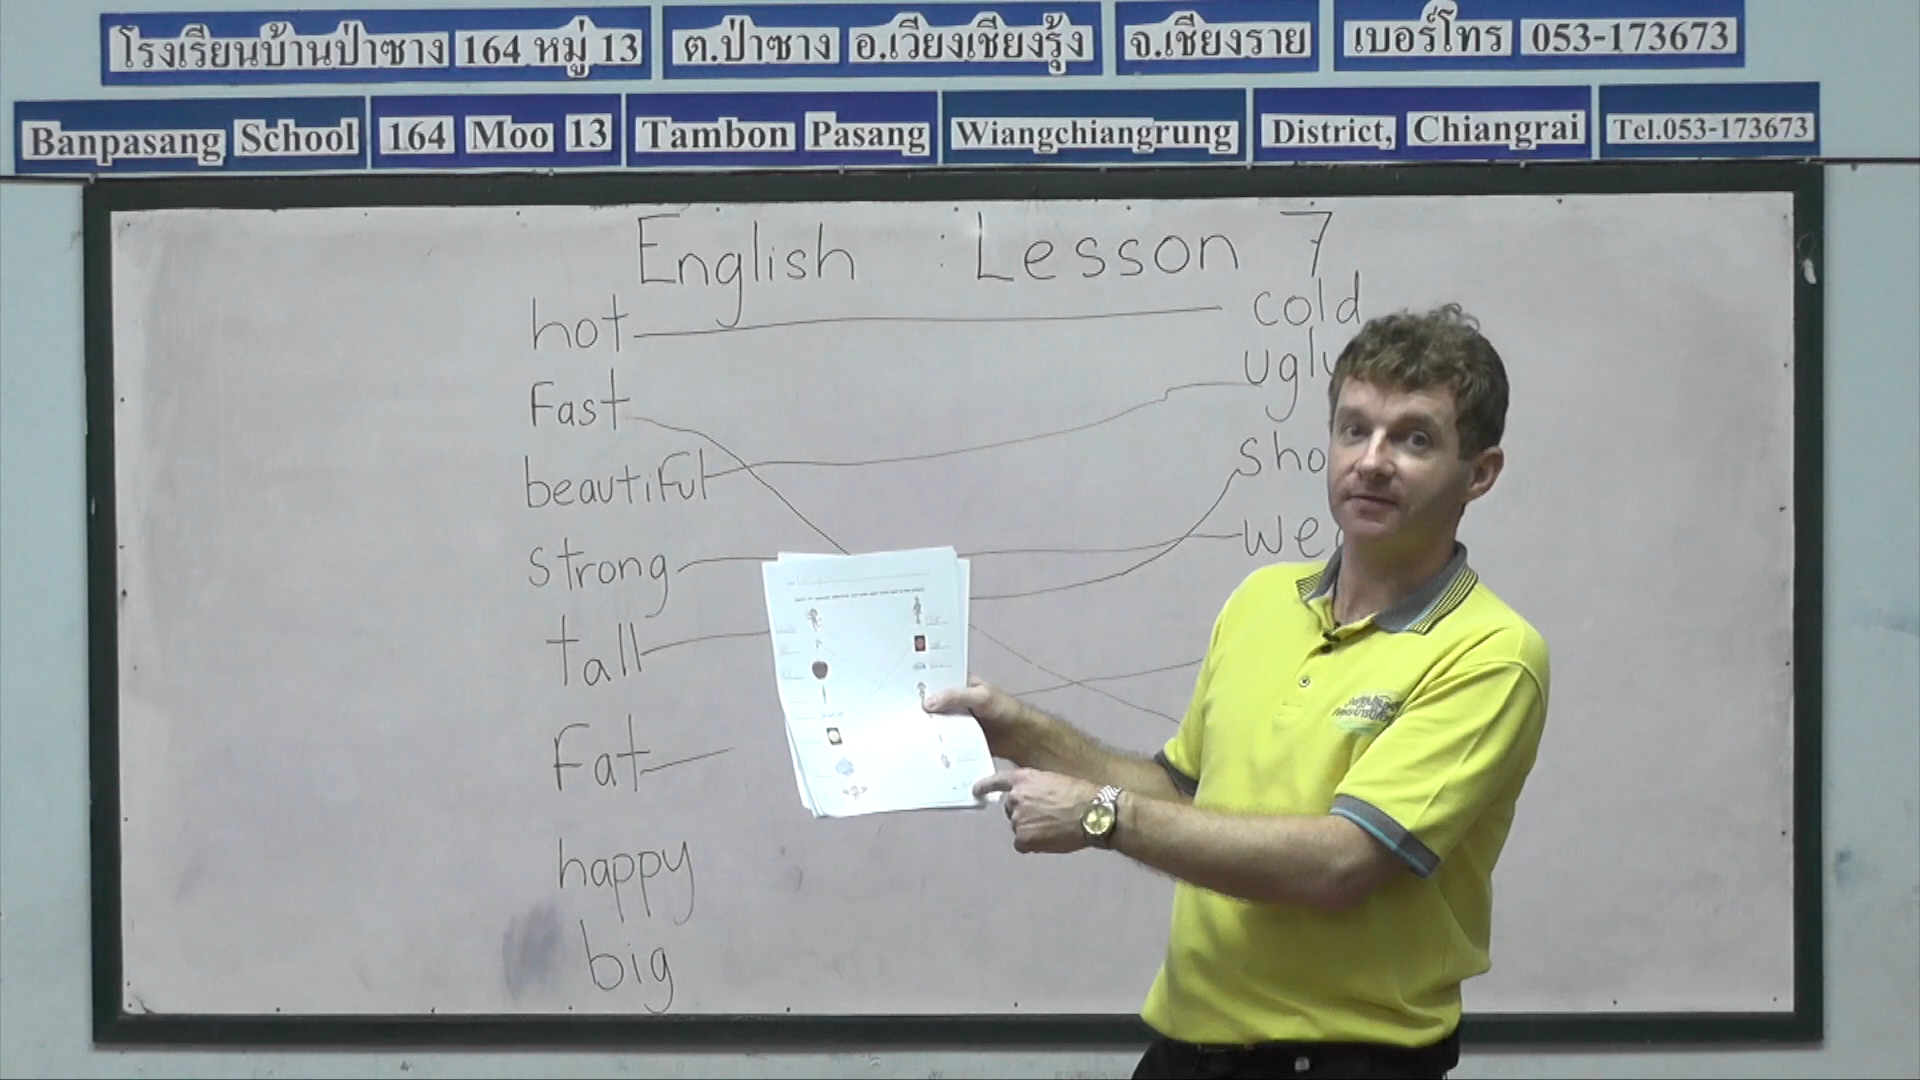 โรงเรียนบ้านป่าซาง 164 หมู่ 13 ต.ป่าซาง อ.เวียงเชียงรุ้ง จ.เชียงราย เบอร์โทร 053-173673
Banpasang School 164 Moo 13 Tambon Pasang Wiangchiangrung District, Chiangrai Tel.053-173673
English : Lesson 7
hot cold
Fast ugly
beautiful sho
strong we
tall
Fat
happy
big